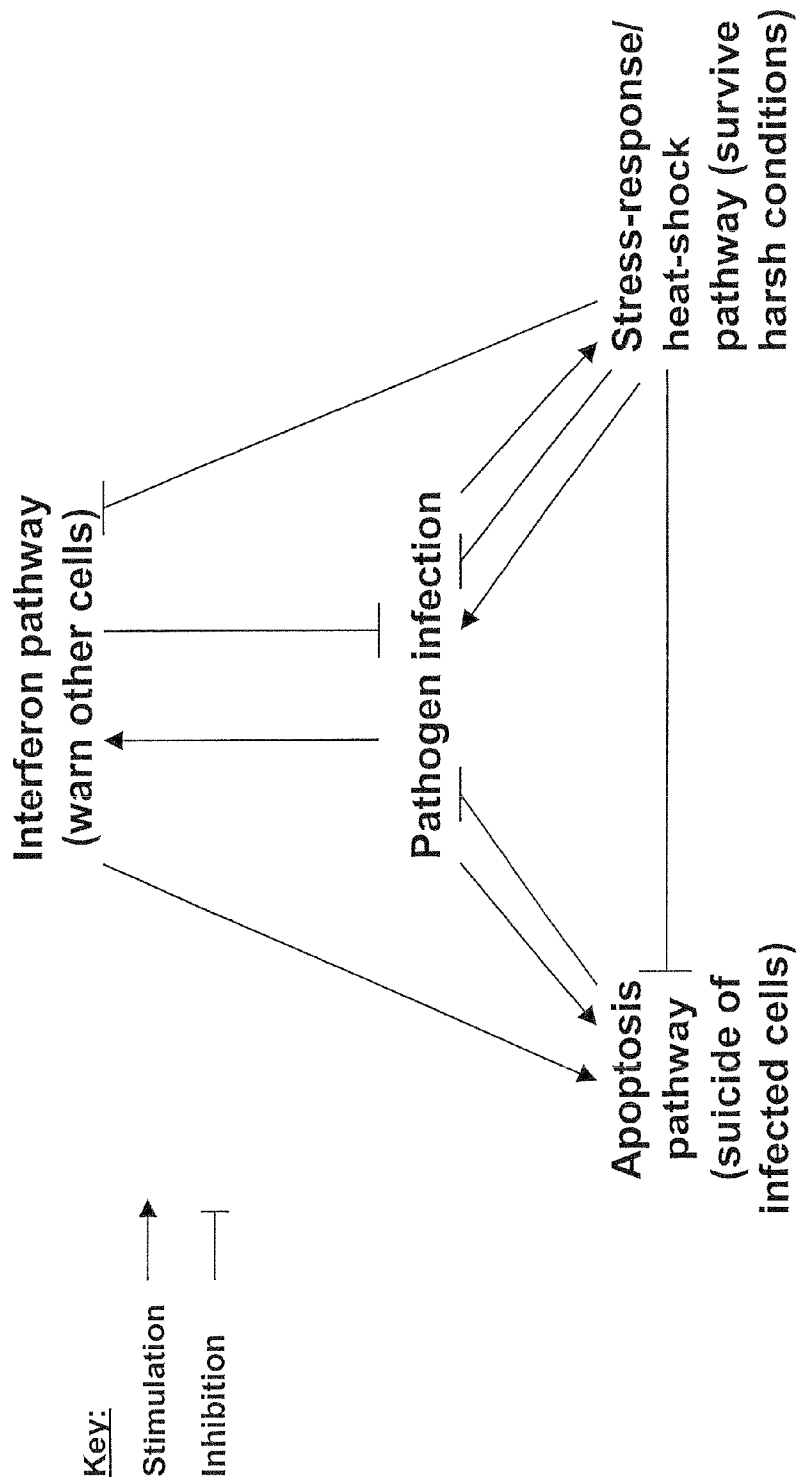 Key:
Stimulation
Inhibition
Interferon pathway
(warn other cells)
Pathogen infection
Apoptosis
pathway
(suicide of
infected cells)
Stress-response/
heat-shock
pathway (survive
harsh conditions)